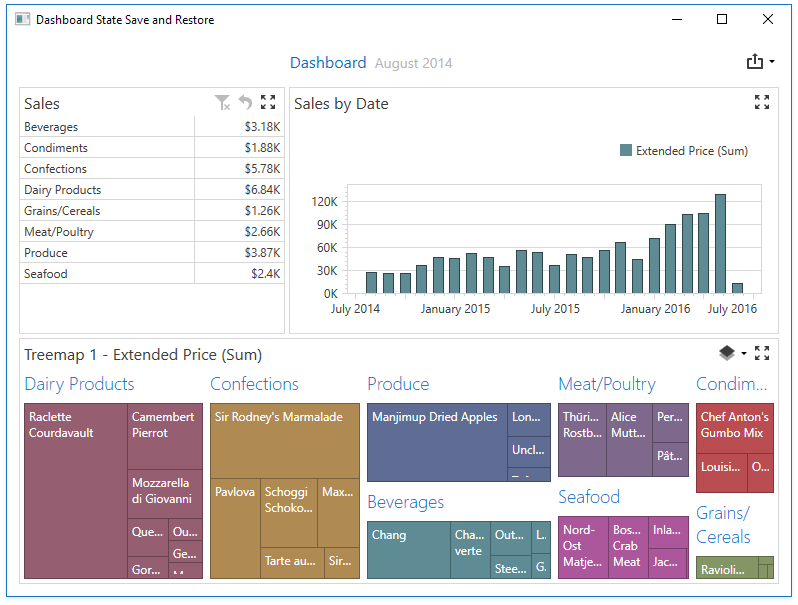 Dashboard State Save and Restore
Dashboard August 2014
Sales
Beverages $3.18K
Condiments $1.88K
Confections $5.78K
Dairy Products $6.84K
Grains/Cereals $1.26K
Meat/Poultry $2.66K
Produce $3.87K
Seafood $2.4K
Sales by Date
Extended Price (Sum)
120K
90K
60K
30K
0K
July 2014 January 2015 July 2015 January 2016 July 2016
Treemap 1 - Extended Price (Sum)
Dairy Products
Raclette
Courdavault
Camembert
Pierrot
Mozzarella
di Giovanni
Que...
Ou...
Ge...
Gor...
Confections
Sir Rodney's Marmalade
Pavlova
Schoggi
Schoko...
Max...
Tarte au...
Sir...
Produce
Manjimup Dried Apples
Lon...
Uncl...
Beverages
Chang
Cha...
verte
Out...
L.
Stee...
G.
Meat/Poultry
Thüri...
Rostb...
Alice
Mutt...
Per...
Pât...
Seafood
Nord-
Ost
Matje...
Bos...
Crab
Meat
Inla...
Jac...
Condim...
Chef Anton's
Gumbo Mix
Louisi...
O...
Grains/
Cereals
Ravioli...